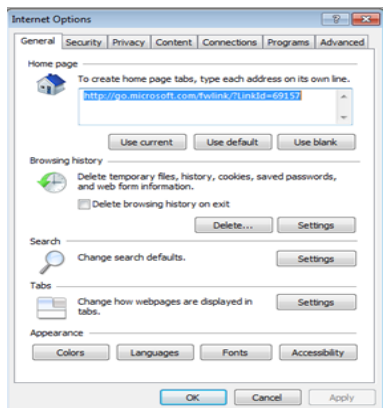 Internet Options
General Security Privacy Content Connections Programs Advanced
Home page
To create home page tabs, type each address on its own line.
http://go.microsoft.com/fwlink/?LinkId=69157
Use current Use default Use blank
Browsing history
Delete temporary files, history, cookies, saved passwords,
and web form information.
Delete browsing history on exit
Delete... Settings
Search
Change search defaults. Settings
Tabs
Change how webpages are displayed in
tabs. Settings
Appearance
Colors Languages Fonts Accessibility
OK Cancel Apply